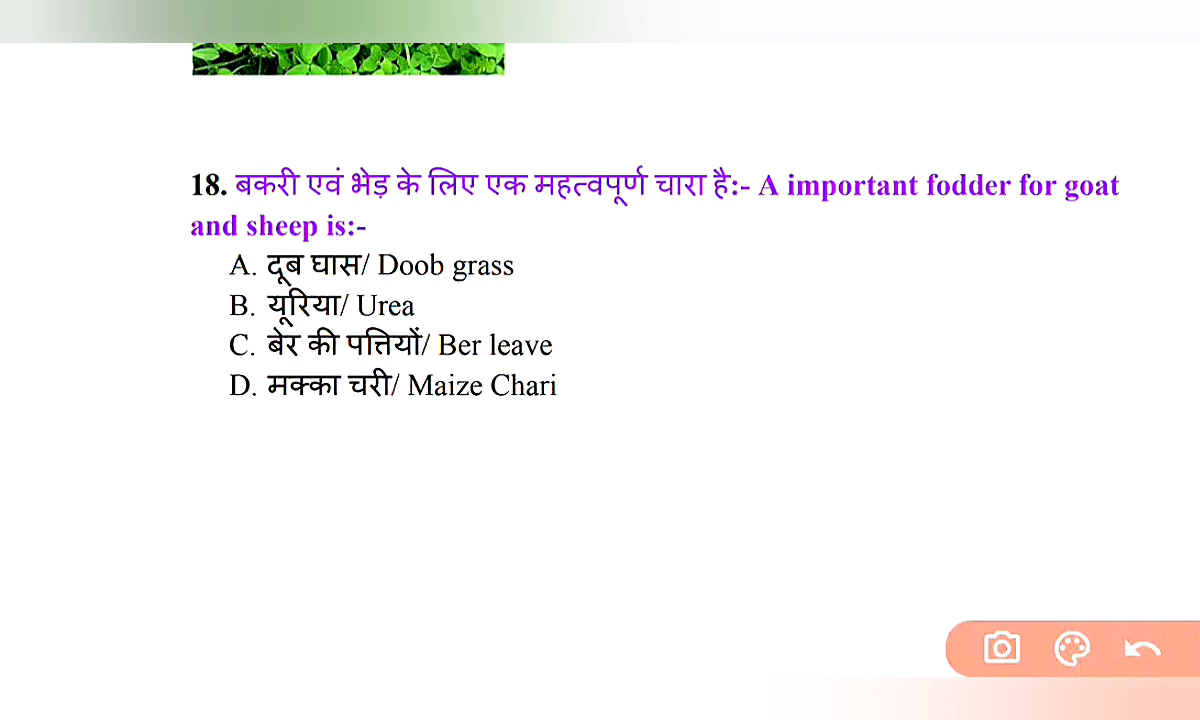 18. बकरी एवं भेड़ के लिए एक महत्वपूर्ण चारा है:- A important fodder for goat
and sheep is:-
A. दूब घास/ Doob grass
B. यूरिया/ Urea
C. बेर की पत्तियों/ Ber leave
D. मक्का चरी/ Maize Chari